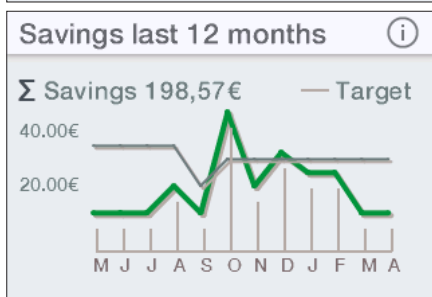 Savings last 12 months i
Σ Savings 198,57€ Target
40.00€
20.00€
M J J A S O N D J F M A